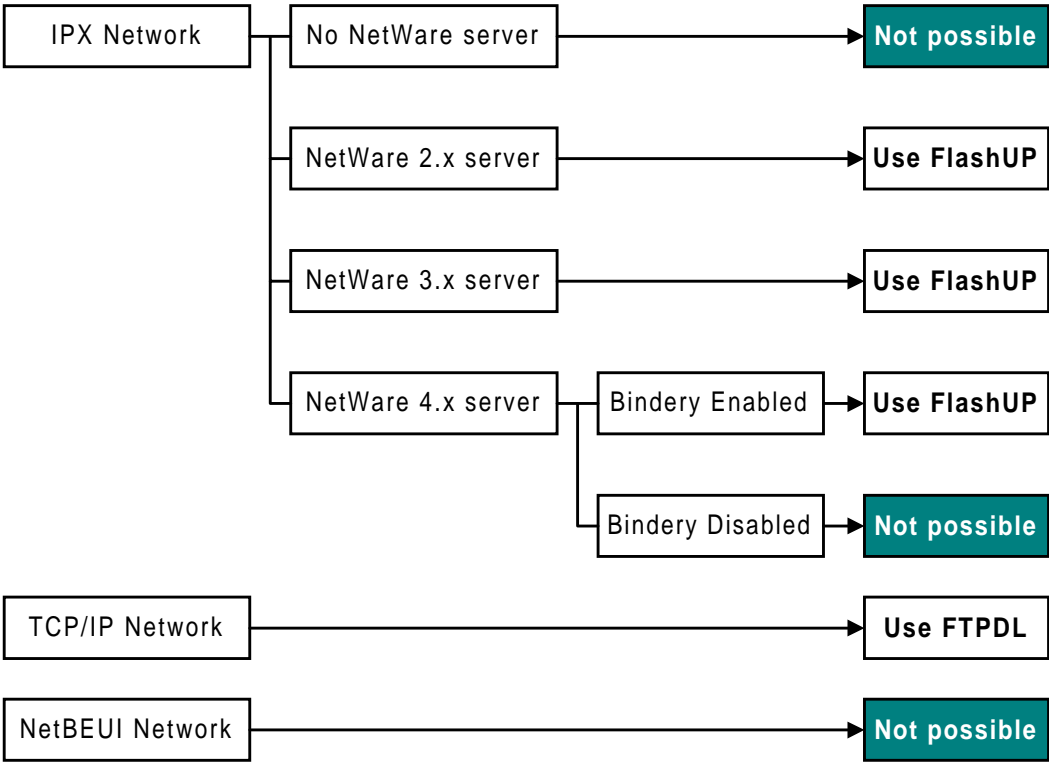 IPX Network
No NetWare server
Not possible
NetWare 2.x server
Use FlashUP
NetWare 3.x server
Use FlashUP
NetWare 4.x server
Bindery Enabled
Use FlashUP
Bindery Disabled
Not possible
TCP/IP Network
Use FTPDL
NetBEUI Network
Not possible